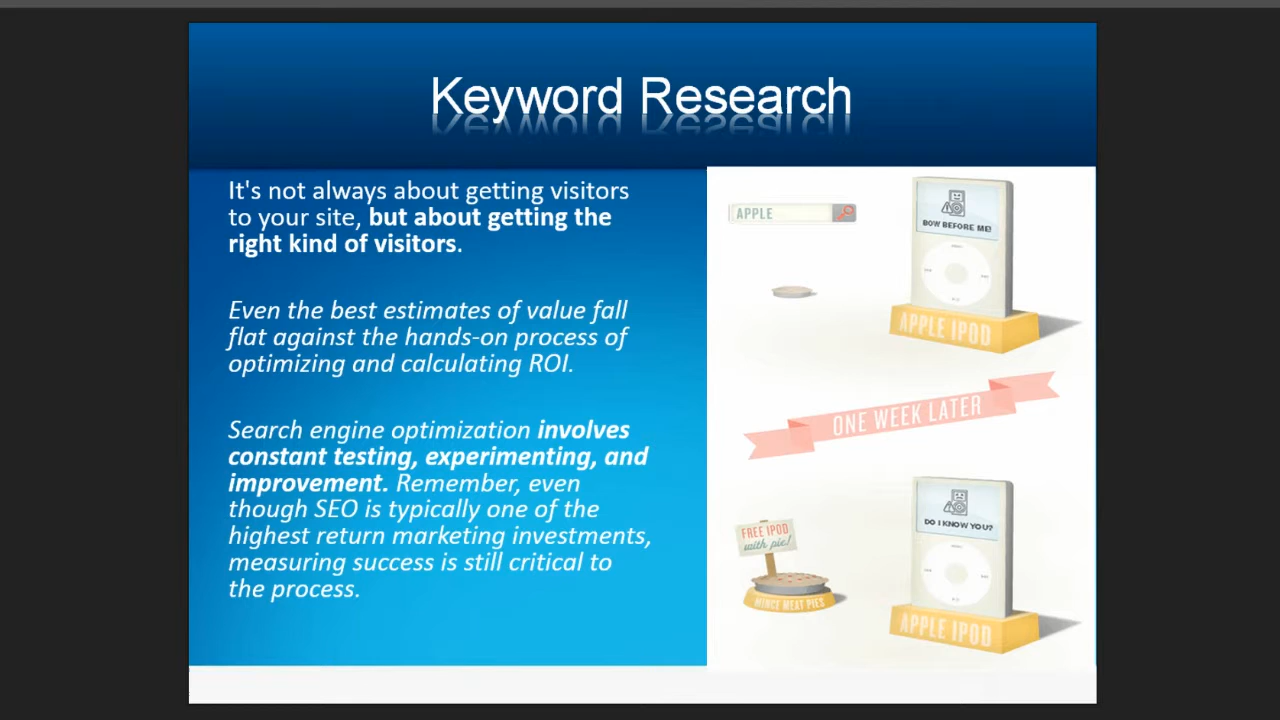 Keyword Research
It's not always about getting visitors
to your site, but about getting the
right kind of visitors.
Even the best estimates of value fall
flat against the hands-on process of
optimizing and calculating ROI.
Search engine optimization involves
constant testing, experimenting, and
improvement. Remember, even
though SEO is typically one of the
highest return marketing investments,
measuring success is still critical to
the process.
APPLE
BOW BEFORE ME!
APPLE IPOD
ONE WEEK LATER
FREE IPOD
with pie!
MINCE MEAT PIES
DO I KNOW YOU?
APPLE IPOD